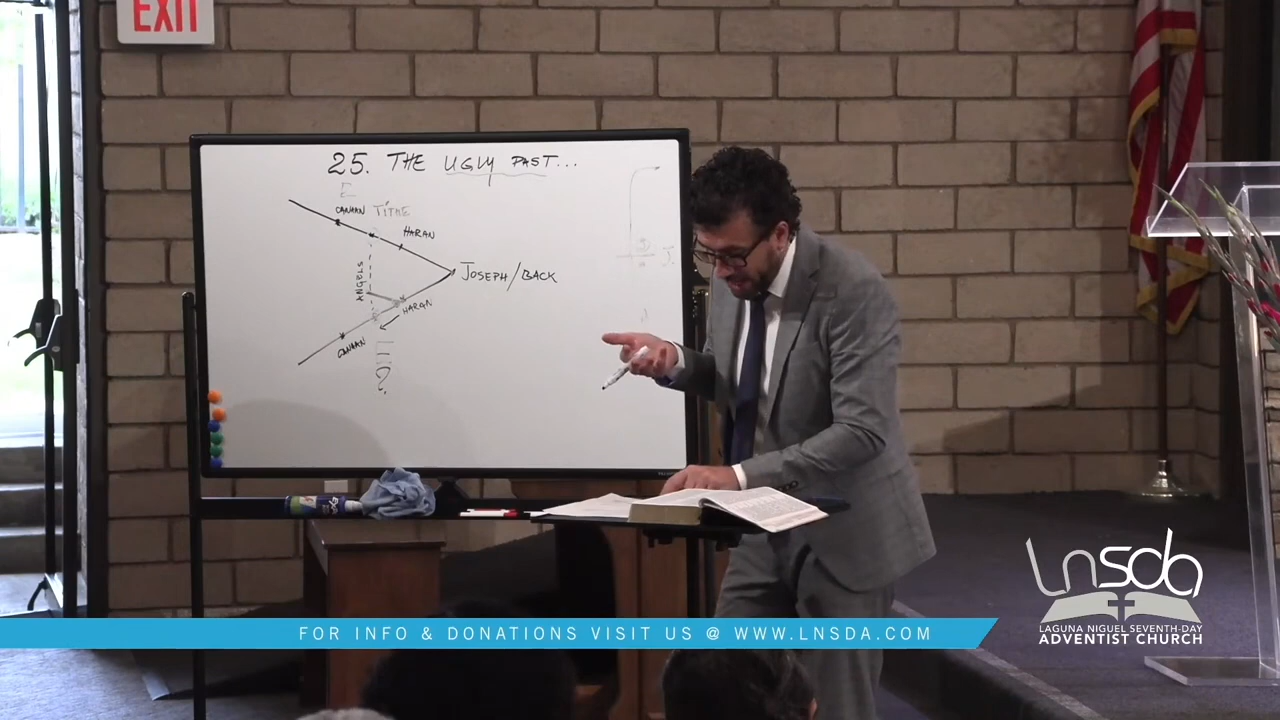 EXIT
25. THE UGLY PAST...
E
CANAAN
TITHE
HARAN
ANGELS
JOSEPH/BACK
HARAN
CANAAN
LnSDA
LAGUNA NIGUEL SEVENTH-DAY
ADVENTIST CHURCH
FOR INFO & DONATIONS VISIT US @ WWW.LNSDA.COM